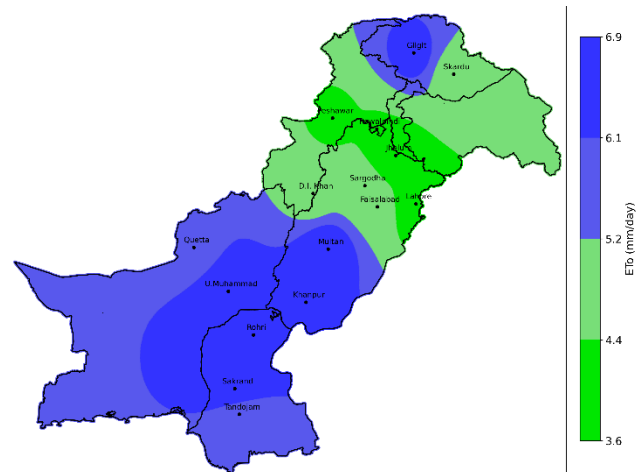 Gilgit
Skardu
Peshawar
Rawalpindi
Jhelum
Sargodha
D.I. Khan
Faisalabad
Lahore
Quetta
Multan
U.Muhammad
Khanpur
Rohri
Sakrand
Tandojam
6.9
6.1
5.2
4.4
3.6
ETo (mm/day)